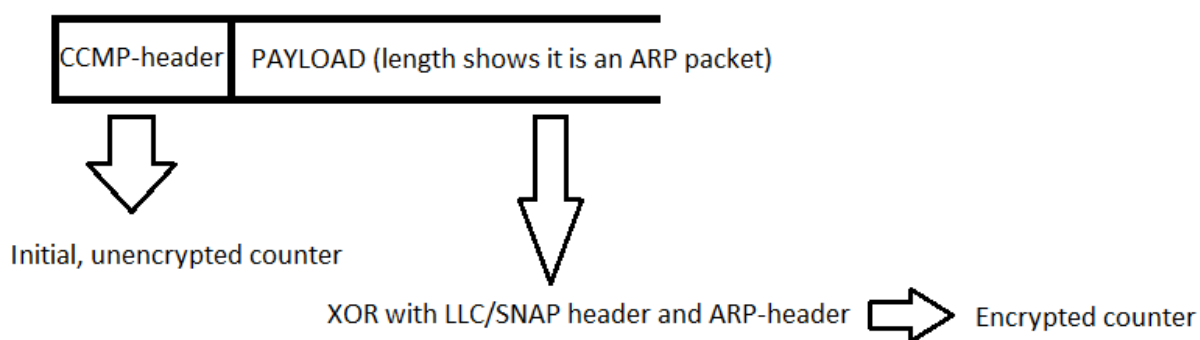 CCMP-header
PAYLOAD (length shows it is an ARP packet)
Initial, unencrypted counter
XOR with LLC/SNAP header and ARP-header
Encrypted counter